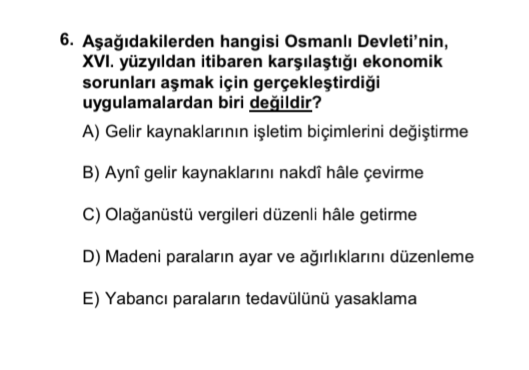 6. Aşağıdakilerden hangisi Osmanlı Devleti’nin,
XVI. yüzyıldan itibaren karşılaştığı ekonomik
sorunları aşmak için gerçekleştirdiği
uygulamalardan biri değildir?
A) Gelir kaynaklarının işletim biçimlerini değiştirme
B) Aynî gelir kaynaklarını nakdî hâle çevirme
C) Olağanüstü vergileri düzenli hâle getirme
D) Madeni paraların ayar ve ağırlıklarını düzenleme
E) Yabancı paraların tedavülünü yasaklama